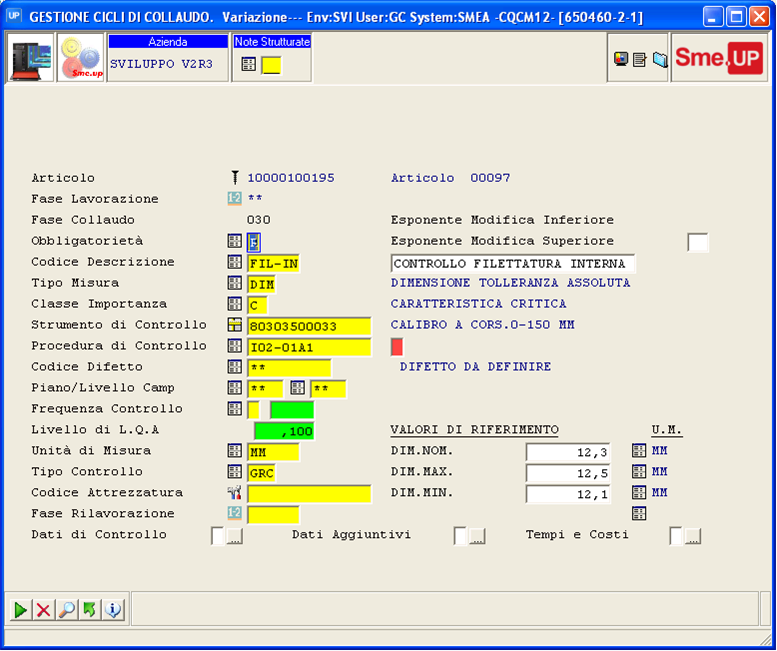 UP GESTIONE CICLI DI COLLAUDO. Variazione--- Env:SVI User:GC System:SMEA -CQCM12- [650460-2-1]
Sme.up
Azienda
SVILUPPO V2R3
Note Strutturate
Sme.UP
Articolo 10000100195 Articolo 00097
Fase Lavorazione **
Fase Collaudo 030 Esponente Modifica Inferiore
Obbligatorietà F Esponente Modifica Superiore
Codice Descrizione FIL-IN CONTROLLO FILETTATURA INTERNA
Tipo Misura DIM DIMENSIONE TOLLERANZA ASSOLUTA
Classe Importanza C CARATTERISTICA CRITICA
Strumento di Controllo 80303500033 CALIBRO A CORS.0-150 MM
Procedura di Controllo I02-01A1
Codice Difetto ** DIFETTO DA DEFINIRE
Piano/Livello Camp ** **
Frequenza Controllo
Livello di L.Q.A ,100 VALORI DI RIFERIMENTO U.M.
Unità di Misura MM DIM.NOM. 12,3 MM
Tipo Controllo GRC DIM.MAX. 12,5 MM
Codice Attrezzatura DIM.MIN. 12,1 MM
Fase Rilavorazione
Dati di Controllo ... Dati Aggiuntivi ... Tempi e Costi ...